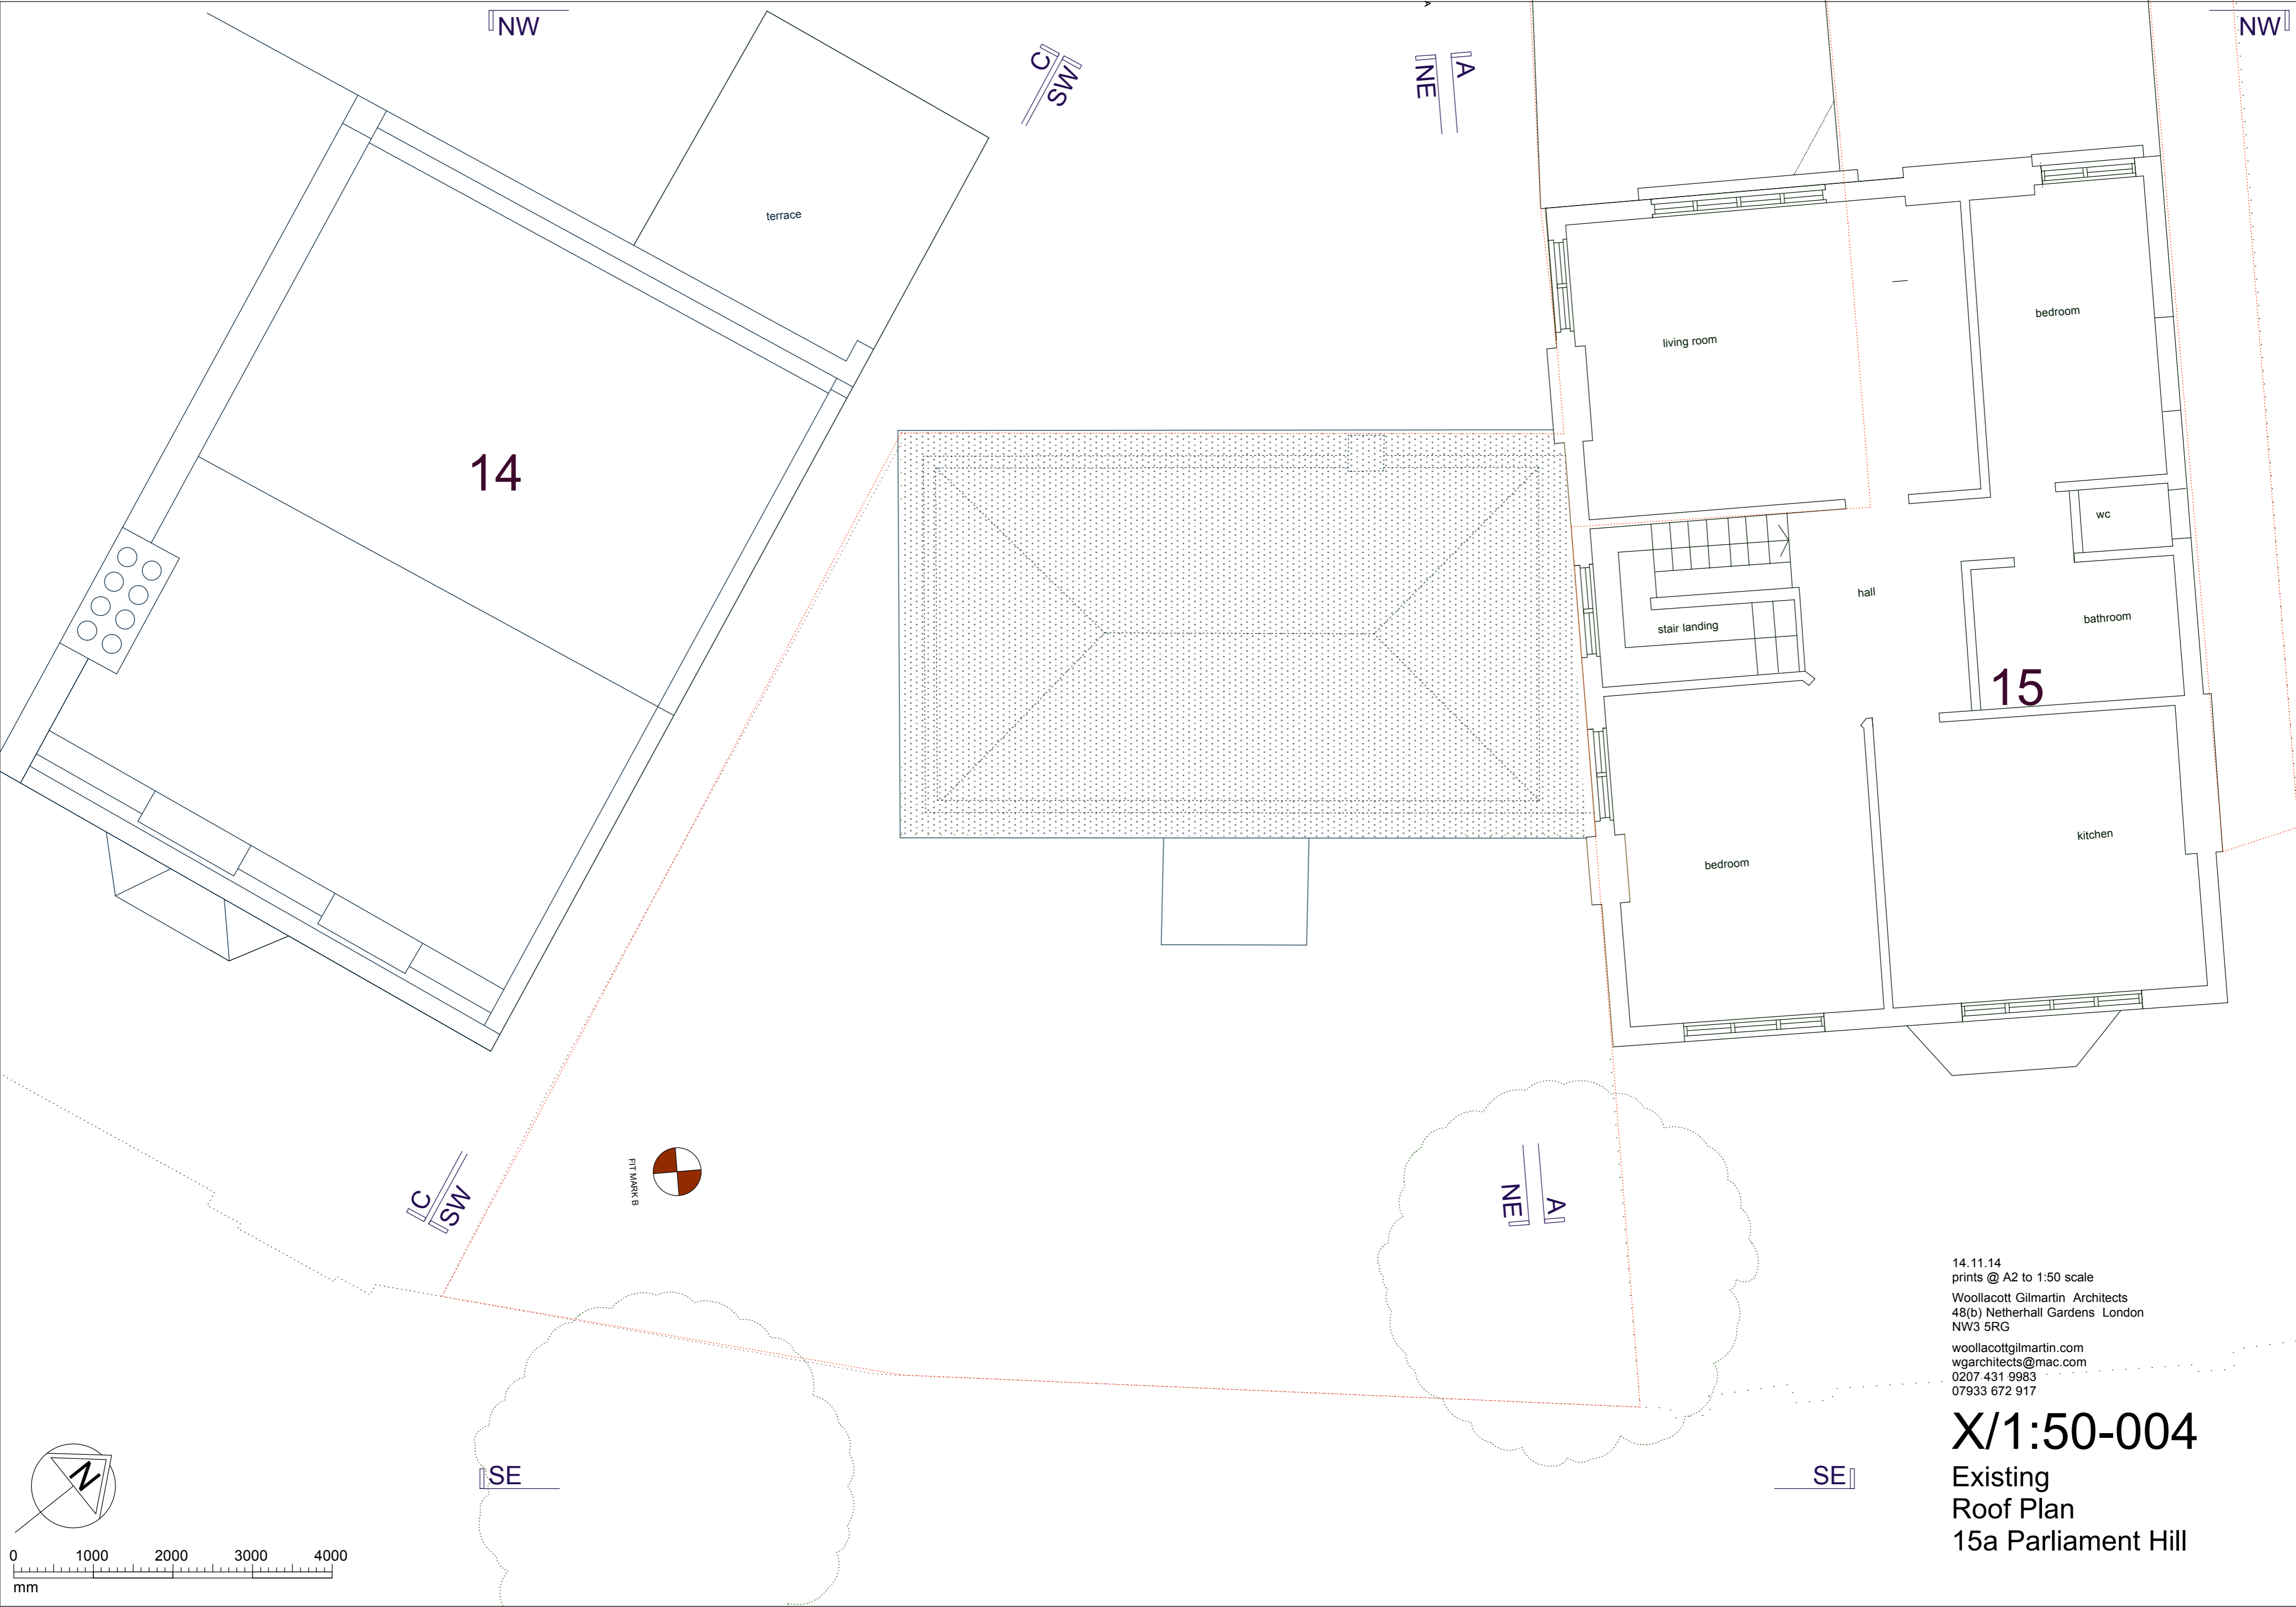 NW
C
SW
NE
A
A
NW
terrace
14
living room
bedroom
wc
hall
stair landing
bathroom
15
kitchen
bedroom
FIT MARK B
C
SW
NE
A
14.11.14
prints @ A2 to 1:50 scale
Woollacott Gilmartin Architects
48(b) Netherhall Gardens London
NW3 5RG
woollacottgilmartin.com
wgarchitects@mac.com
0207 431 9983
07933 672 917
X/1:50-004
Existing
Roof Plan
15a Parliament Hill
SE
SE
N
0 1000 2000 3000 4000
mm